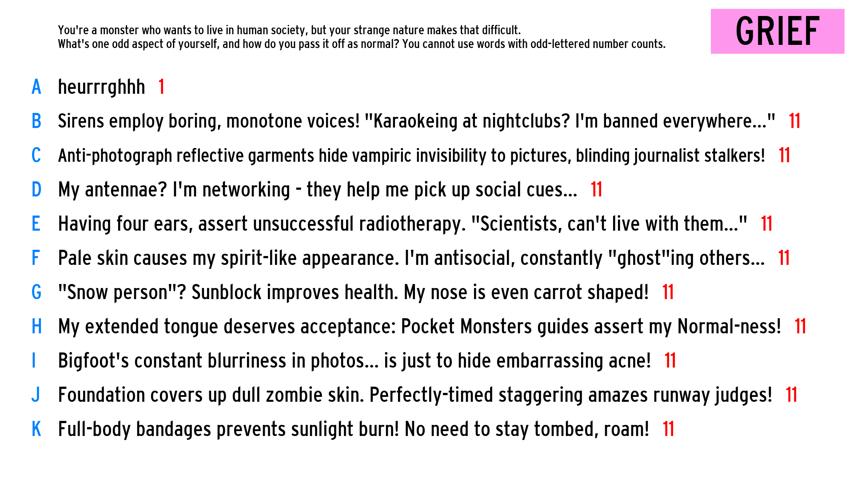 You're a monster who wants to live in human society, but your strange nature makes that difficult.
What's one odd aspect of yourself, and how do you pass it off as normal? You cannot use words with odd-lettered number counts.
GRIEF
A heurrrghhh 1
B Sirens employ boring, monotone voices! "Karaokeing at nightclubs? I'm banned everywhere..." 11
C Anti-photograph reflective garments hide vampiric invisibility to pictures, blinding journalist stalkers! 11
D My antennae? I'm networking - they help me pick up social cues... 11
E Having four ears, assert unsuccessful radiotherapy. "Scientists, can't live with them..." 11
F Pale skin causes my spirit-like appearance. I'm antisocial, constantly "ghost"ing others... 11
G "Snow person"? Sunblock improves health. My nose is even carrot shaped! 11
H My extended tongue deserves acceptance: Pocket Monsters guides assert my Normal-ness! 11
I Bigfoot's constant blurriness in photos... is just to hide embarrassing acne! 11
J Foundation covers up dull zombie skin. Perfectly-timed staggering amazes runway judges! 11
K Full-body bandages prevents sunlight burn! No need to stay tombed, roam! 11